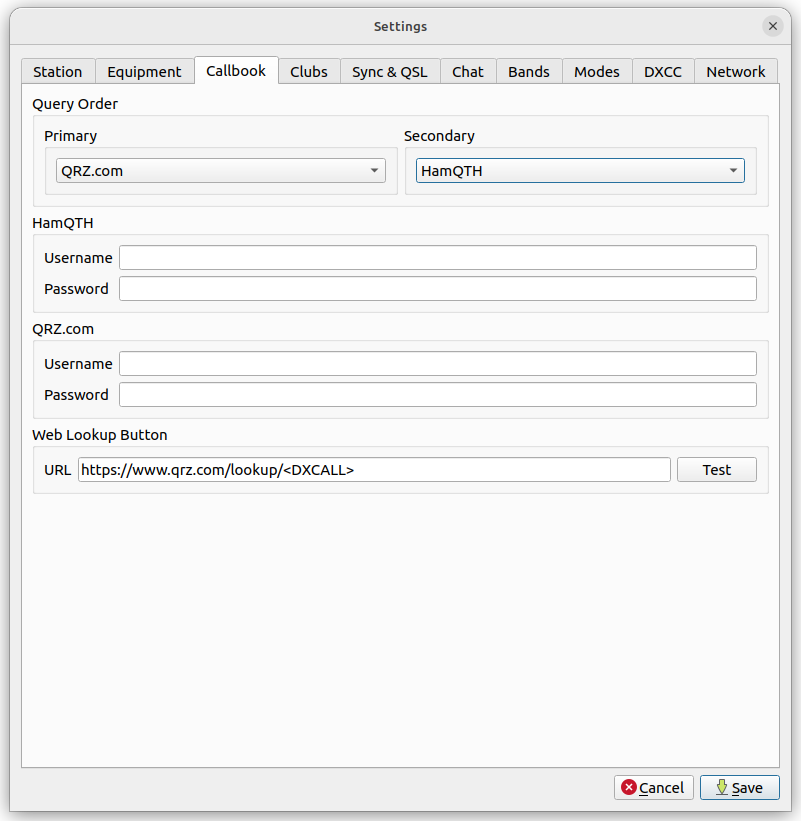 Settings
Station Equipment Callbook Clubs Sync & QSL Chat Bands Modes DXCC Network
Query Order
Primary Secondary
QRZ.com HamQTH
HamQTH
Username
Password
QRZ.com
Username
Password
Web Lookup Button
URL https://www.qrz.com/lookup/<DXCALL> Test
Cancel Save